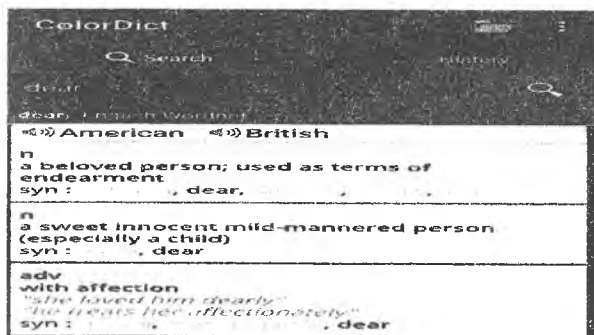 ColorDict
Search History
dear
dear, English Wordnet
American British
n
a beloved person; used as terms of
endearment
syn : , dear,
n
a sweet innocent mild-mannered person
(especially a child)
syn : , dear
adv
with affection
"she loved him dearly"
"he treats her affectionately"
syn : , , dear